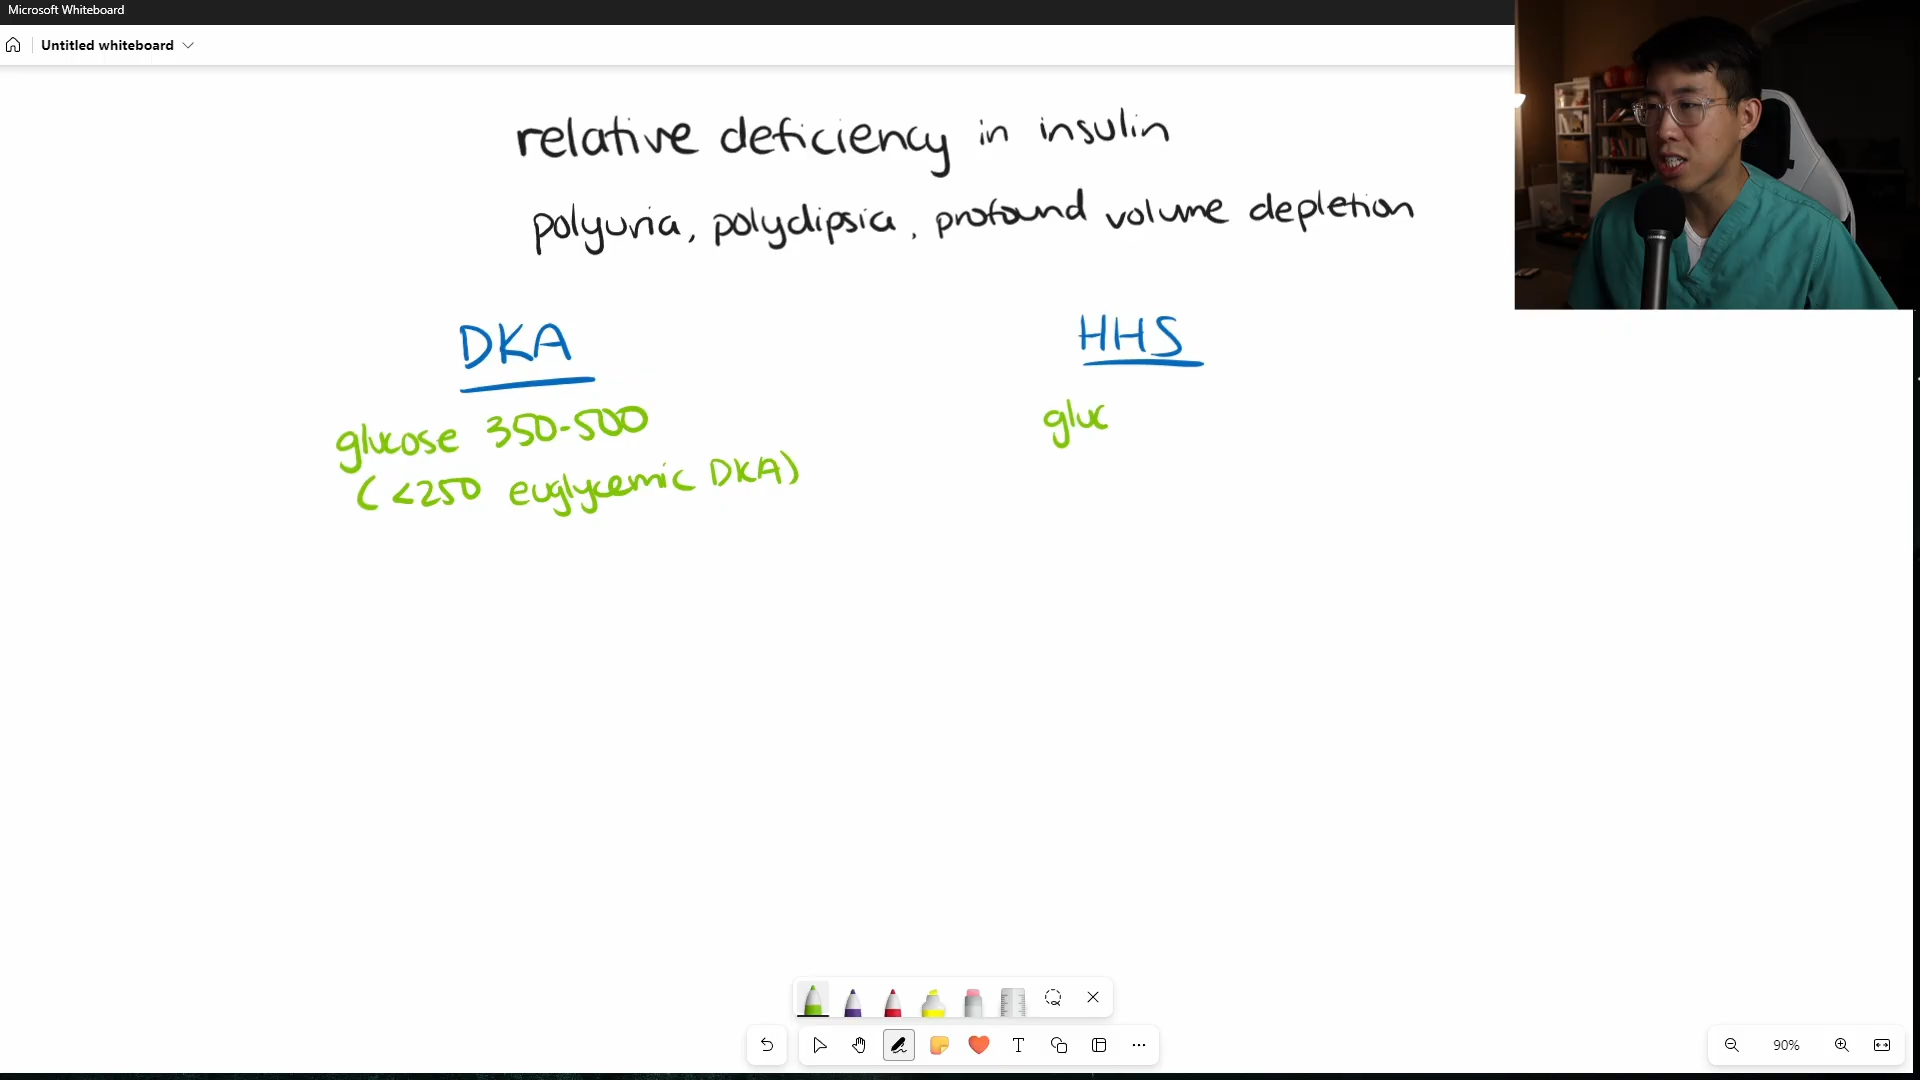 Microsoft Whiteboard
Untitled whiteboard
relative deficiency in insulin
polyuria, polydipsia, profound volume depletion
DKA
HHS
glucose 350-500
gluc
(<250 euglycemic DKA)
90%